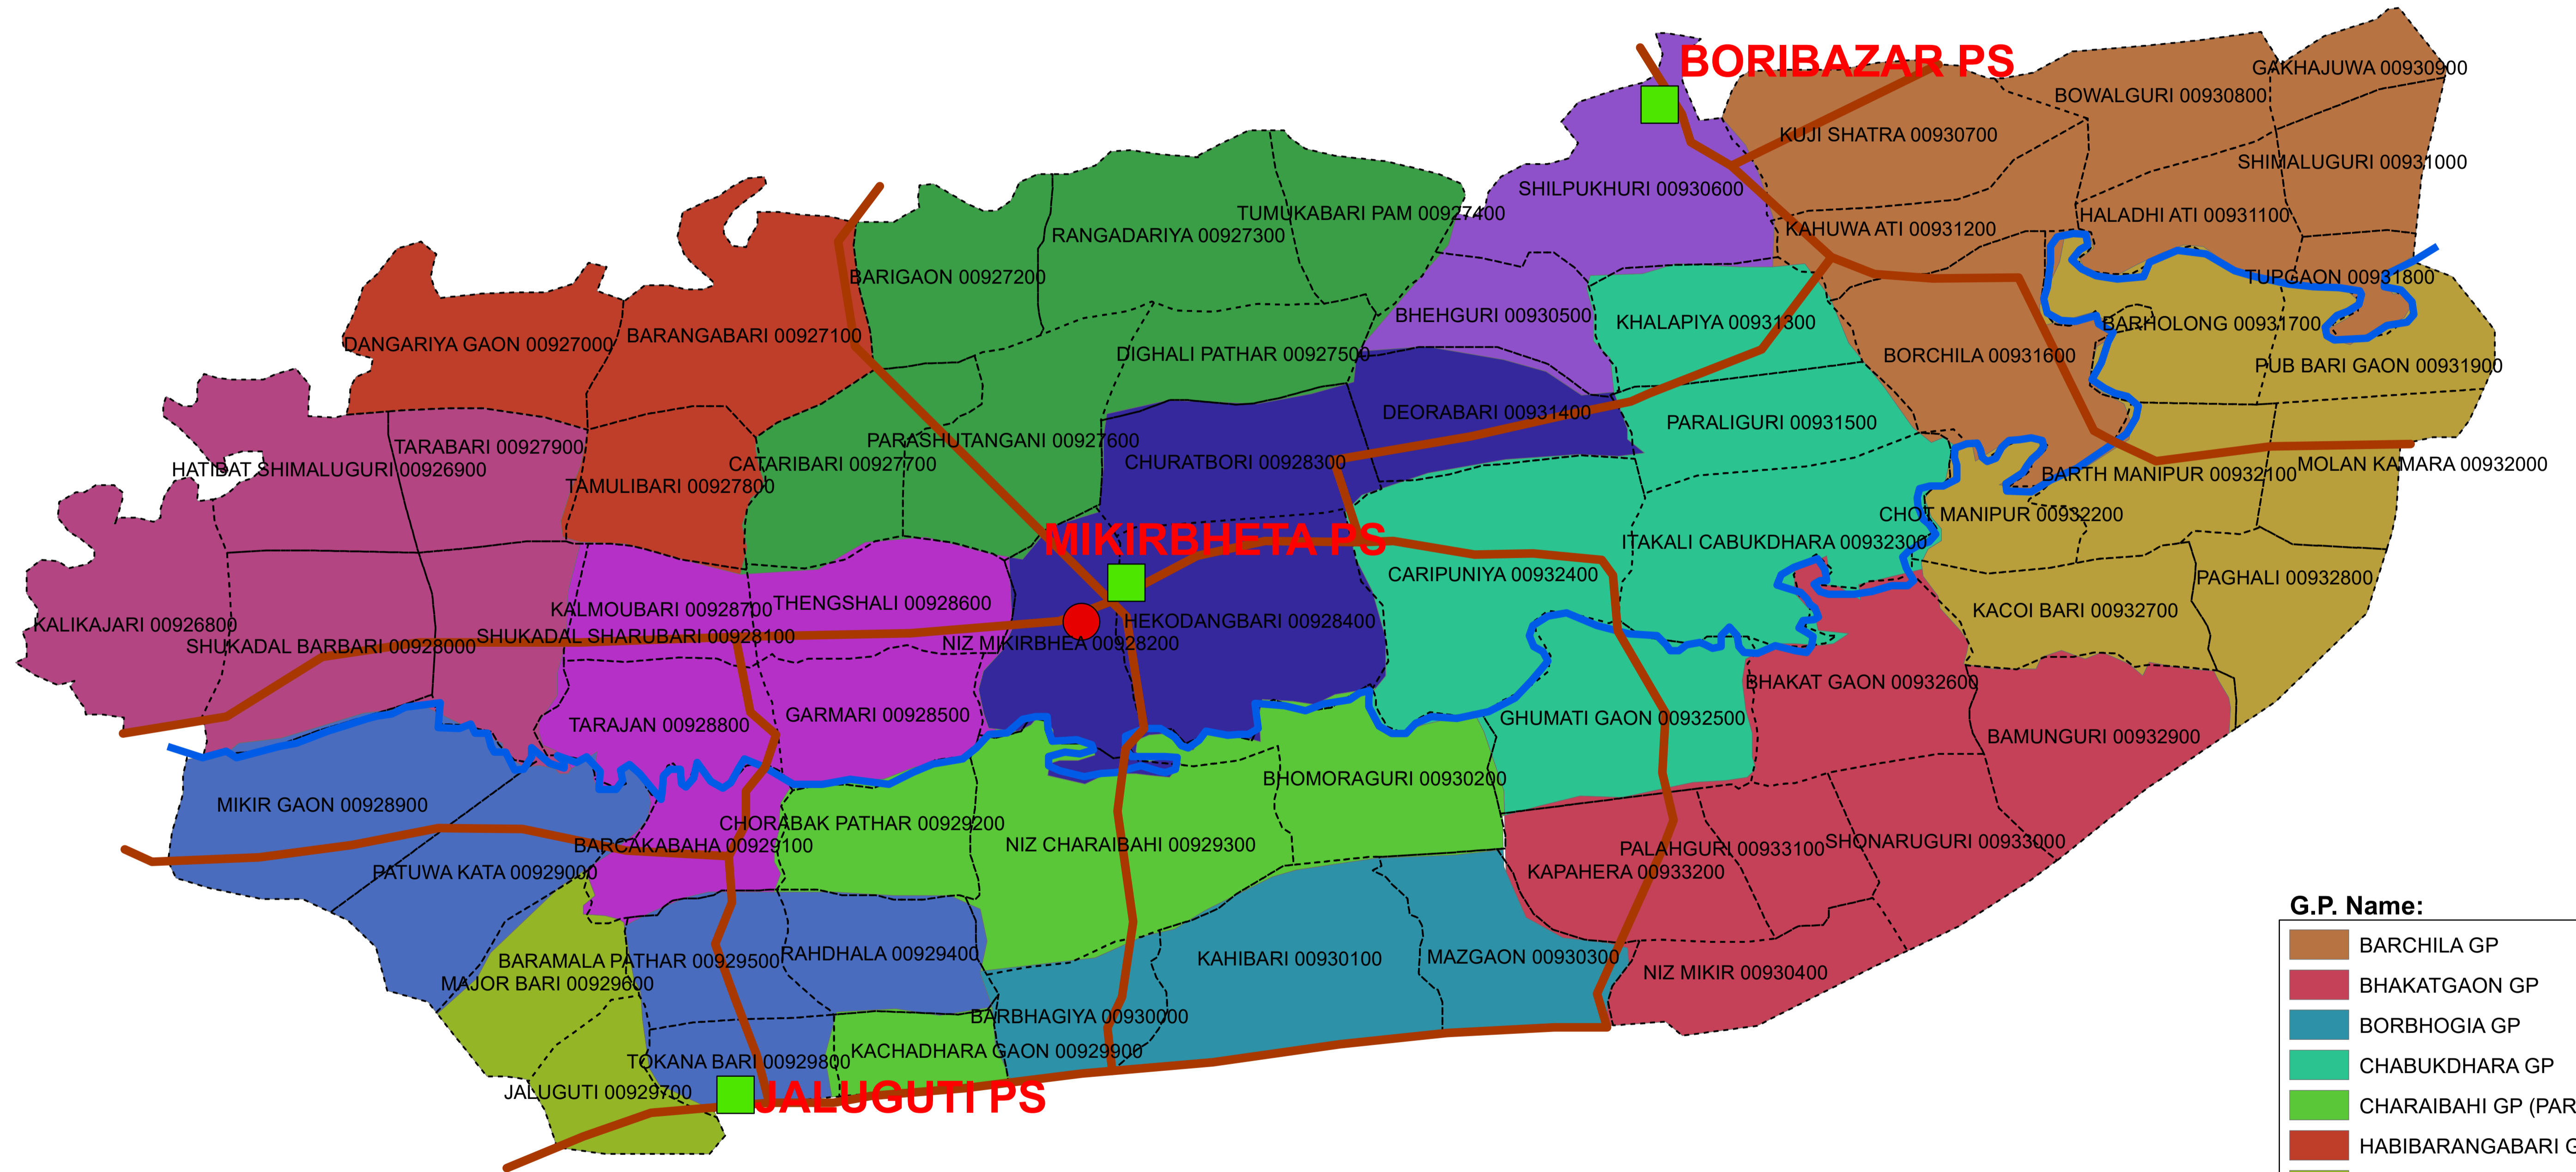 BORIBAZAR PS
GAKHAJUWA 00930900
BOWALGURI 00930800
KUJI SHATRA 00930700
SHIMALUGURI 00931000
SHILPUKHURI 00930600
TUMUKABARI PAM 00927400
HALADHI ATI 00931100
KAHUWA ATI 00931200
RANGADARIYA 00927300
BARIGAON 00927200
TUPGAON 00931800
BHEHGURI 00930500
KHALAPIYA 00931300
BARHOLONG 00931700
BARANGABARI 00927100
DANGARIYA GAON 00927000
DIGHALI PATHAR 00927500
BORCHILA 00931600
PUB BARI GAON 00931900
DEORABARI 00931400
PARALIGURI 00931500
PARASHUTANGANI 00927600
TARABARI 00927900
CHURATBORI 00928300
CATARIBARI 00927700
MOLAN KAMARA 00932000
HATIBAT SHIMALUGURI 00926900
BARTH MANIPUR 00932100
TAMULIBARI 00927800
CHOT MANIPUR 00932200
MIKIRBHETA PS
ITAKALI CABUKDHARA 00932300
CARIPUNIYA 00932400
PAGHALI 00932800
THENGSHALI 00928600
KALMOUBARI 00928700
KACOI BARI 00932700
HEKODANGBARI 00928400
KALIKAJARI 00926800
SHUKADAL SHARUBARI 00928100
NIZ MIKIRBHEA 00928200
SHUKADAL BARBARI 00928000
BHAKAT GAON 00932600
GARMARI 00928500
GHUMATI GAON 00932500
TARAJAN 00928800
BAMUNGURI 00932900
BHOMORAGURI 00930200
MIKIR GAON 00928900
CHORABAK PATHAR 00929200
BARCAKABAHA 00929100
NIZ CHARAIBAHI 00929300
SHONARUGURI 00933000
PALAHGURI 00933100
KAPAHERA 00933200
PATUWA KATA 00929000
RAHDHALA 00929400
MAZGAON 00930300
KAHIBARI 00930100
BARAMALA PATHAR 00929500
NIZ MIKIR 00930400
MAJOR BARI 00929600
BARBHAGIYA 00930000
KACHADHARA GAON 00929900
TOKANA BARI 00929800
JALUGUTI 00929700
JALUGUTI PS
G.P. Name:
BARCHILA GP
BHAKATGAON GP
BORBHOGIA GP
CHABUKDHARA GP
CHARAIBAHI GP (PAR
HABIBARANGABARI G